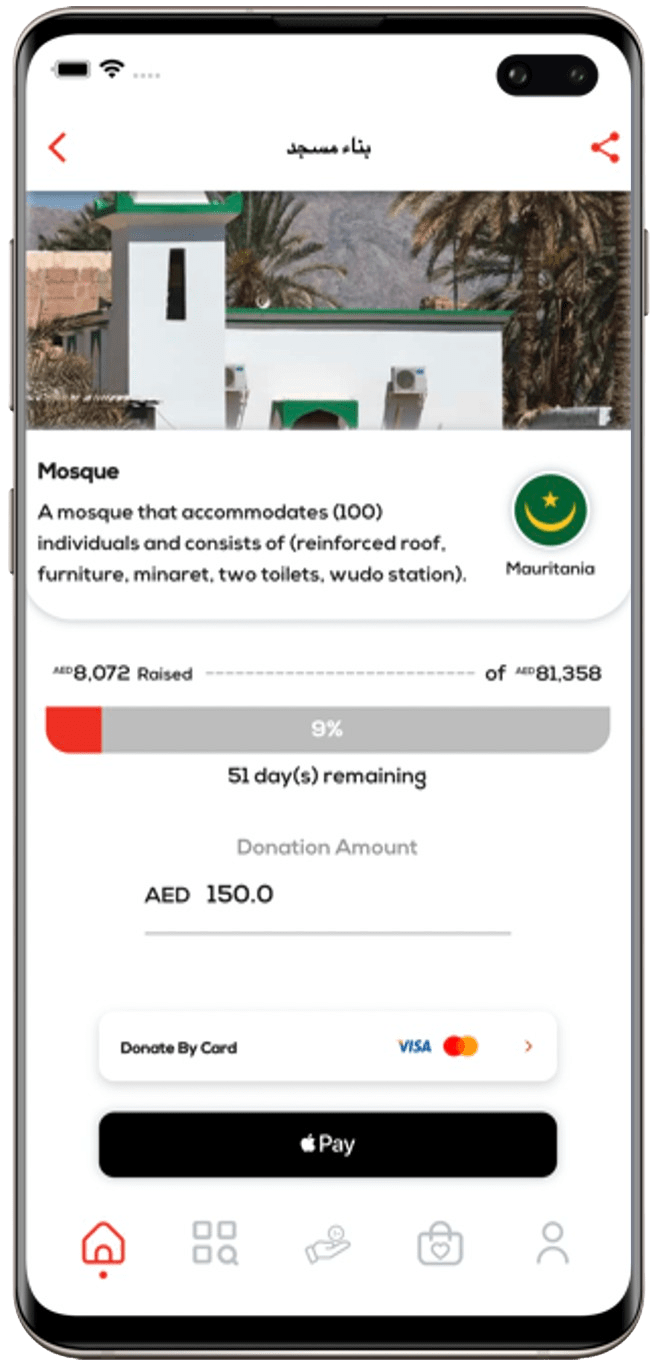 بناء مسجد
Mosque
A mosque that accommodates (100)
individuals and consists of (reinforced roof,
furniture, minaret, two toilets, wudo station).
Mauritania
AED8,072 Raised of AED81,358
9%
51 day(s) remaining
Donation Amount
AED 150.0
Donate By Card VISA
Pay